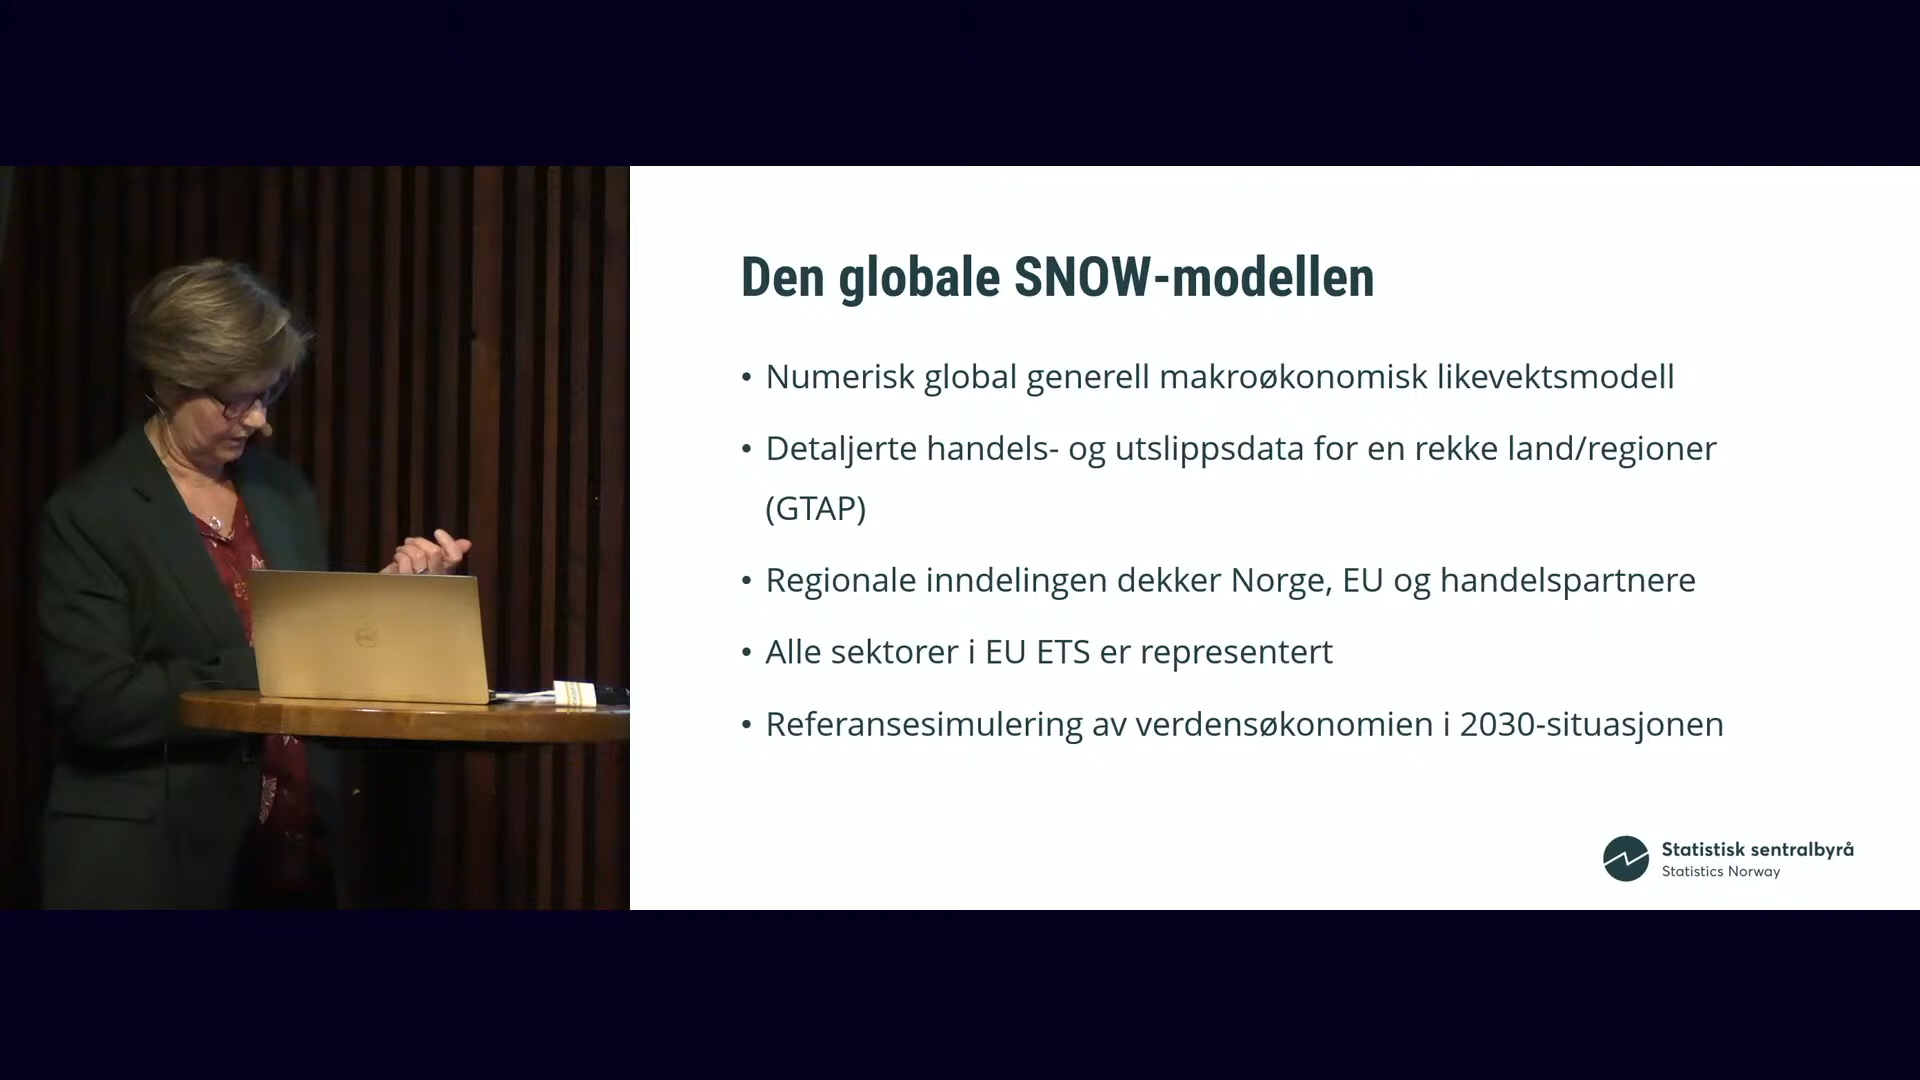 Den globale SNOW-modellen
• Numerisk global generell makroøkonomisk likevektsmodell
• Detaljerte handels- og utslippsdata for en rekke land/regioner
(GTAP)
• Regionale inndelingen dekker Norge, EU og handelspartnere
• Alle sektorer i EU ETS er representert
• Referansesimulering av verdensøkonomien i 2030-situasjonen
Statistisk sentralbyrå
Statistics Norway